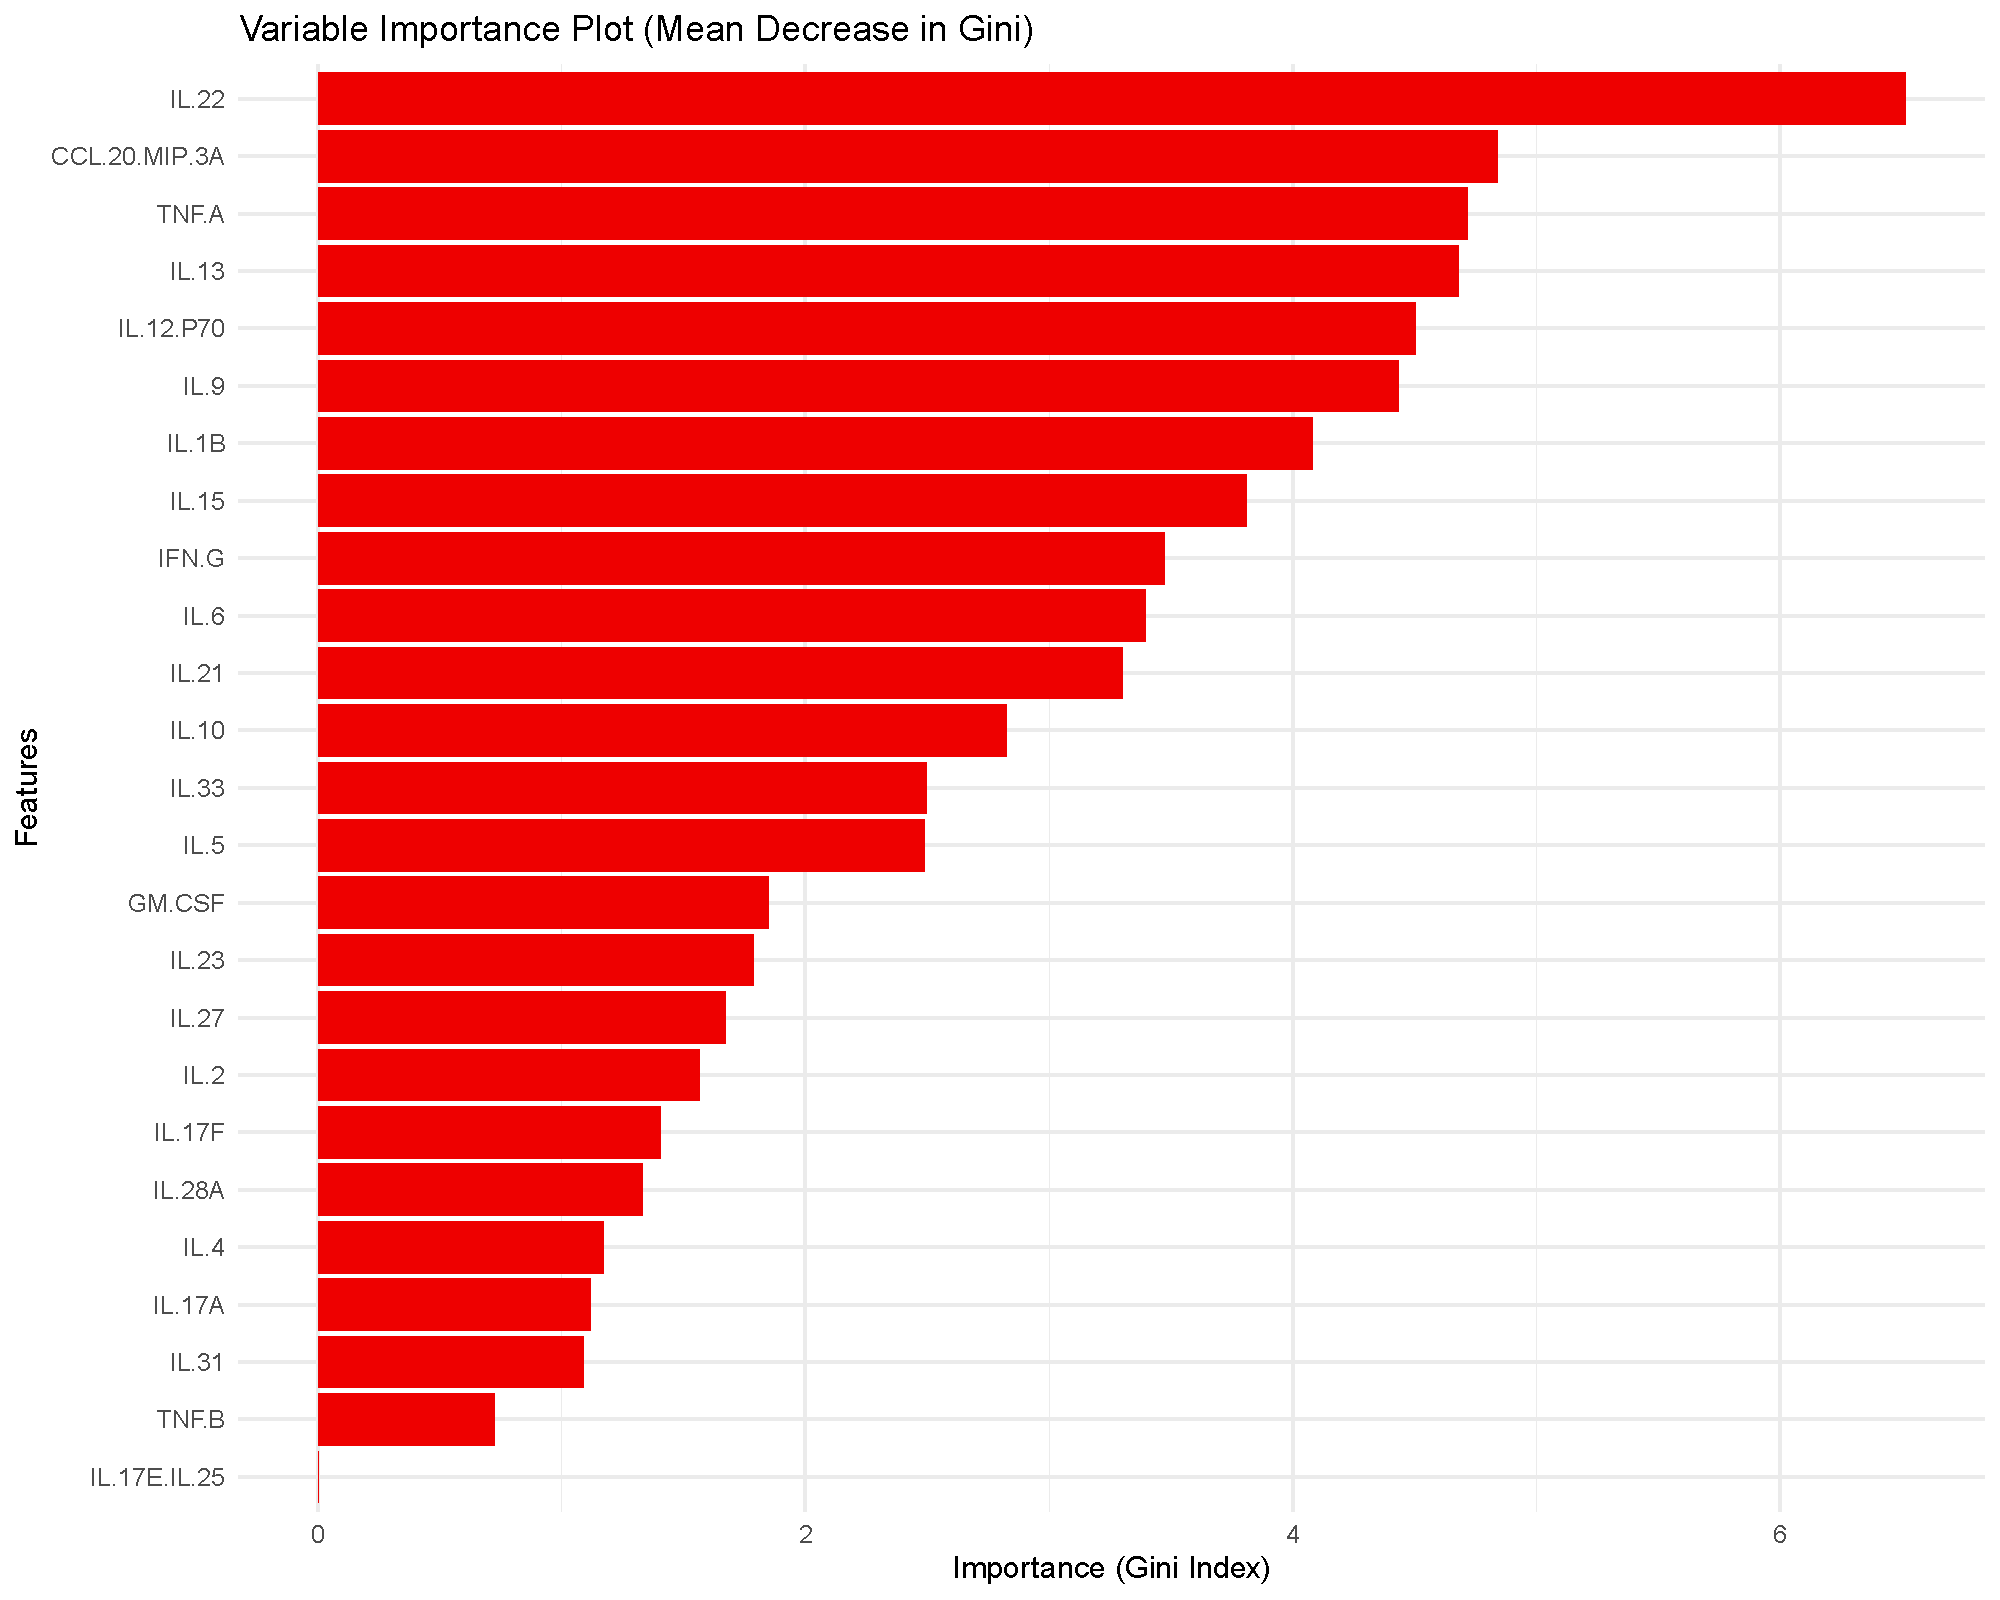 Variable Importance Plot (Mean Decrease in Gini)
IL.22
CCL.20.MIP.3A
TNF.A
IL.13
IL.12.P70
IL.9
IL.1B
IL.15
IFN.G
IL.6
IL.21
IL.10
IL.33
IL.5
GM.CSF
IL.23
IL.27
IL.2
IL.17F
IL.28A
IL.4
IL.17A
IL.31
TNF.B
IL.17E.IL.25
Features
0 2 4 6
Importance (Gini Index)